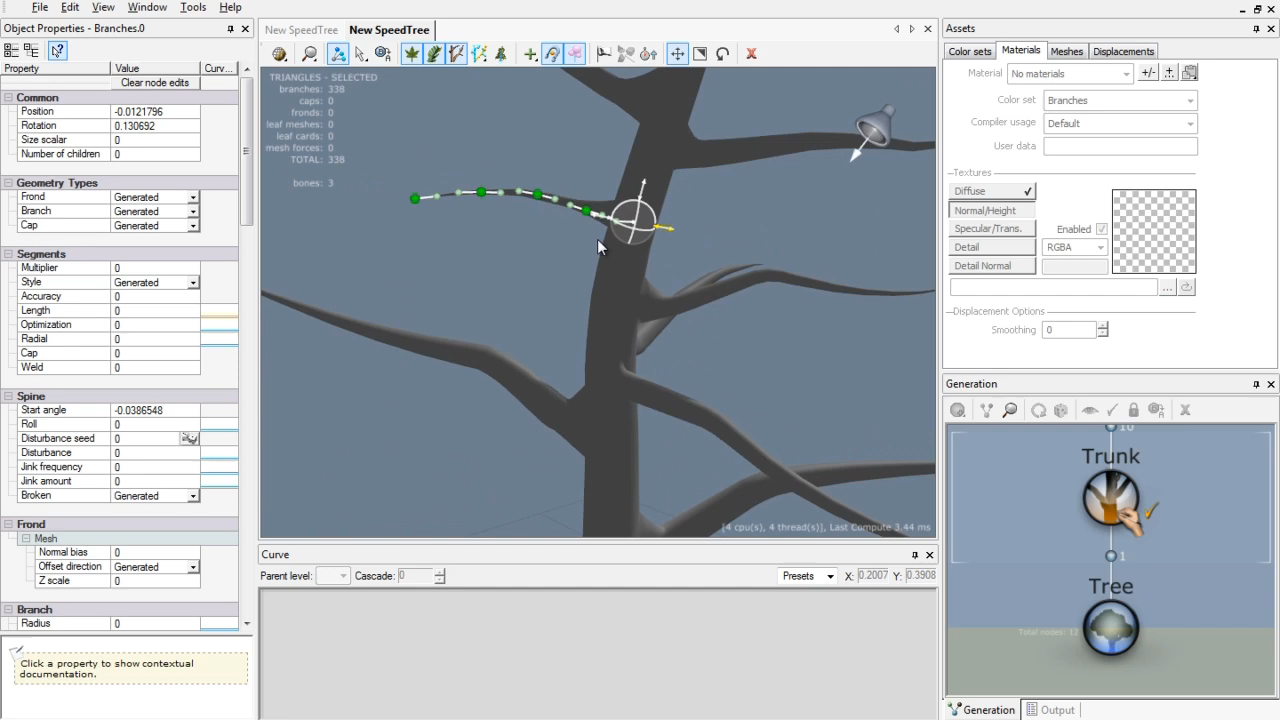 File Edit View Window Tools Help
Object Properties - Branches.0
New SpeedTree New SpeedTree
Assets
Property Value Curv...
Clear node edits
Common
Position -0.0121796
Rotation 0.130692
Size scalar 0
Number of children 0
Geometry Types
Frond Generated
Branch Generated
Cap Generated
Segments
Multiplier 0
Style Generated
Accuracy 0
Length 0
Optimization 0
Radial 0
Cap 0
Weld 0
Spine
Start angle -0.0386548
Roll 0
Disturbance seed 0
Disturbance 0
Jink frequency 0
Jink amount 0
Broken Generated
Frond
Mesh
Normal bias 0
Offset direction Generated
Z scale 0
Branch
Radius 0
Click a property to show contextual
documentation.
TRIANGLES - SELECTED
branches: 338
caps: 0
fronds: 0
leaf meshes: 0
leaf cards: 0
mesh forces: 0
TOTAL: 338
bones: 3
[4 cpu(s), 4 thread(s)], Last Compute 3.44 ms
Curve
Parent level: Cascade: 0 Presets X: 0.2007 Y: 0.3908
Color sets Materials Meshes Displacements
Material No materials +/-
Color set Branches
Compiler usage Default
User data
Textures
Diffuse
Normal/Height
Specular/Trans. Enabled
Detail RGBA
Detail Normal
...
Displacement Options
Smoothing 0
Generation
10
Trunk
1
Tree
Total nodes: 12
Generation Output